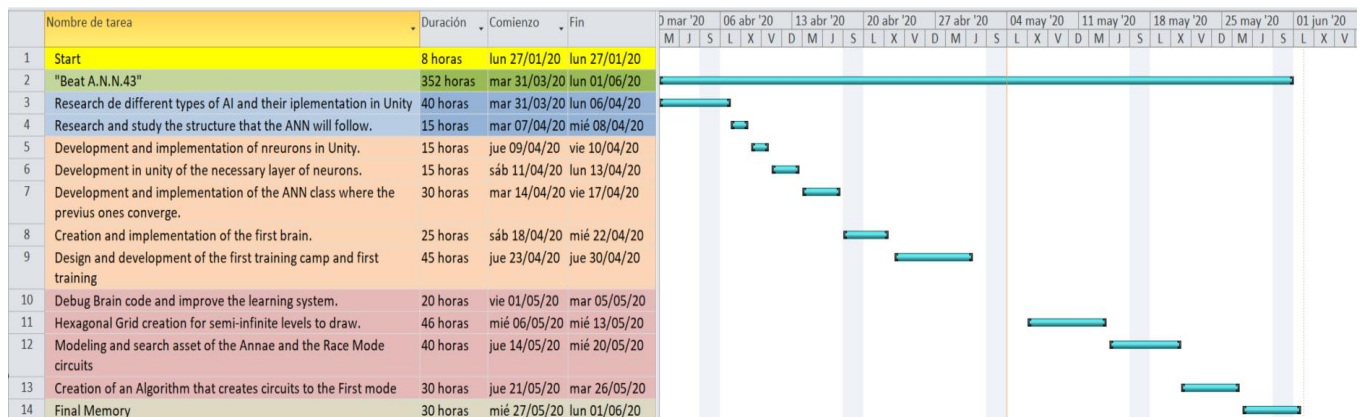 Nombre de tarea Duración Comienzo Fin
0 mar '20 06 abr '20 13 abr '20 20 abr '20 27 abr '20 04 may '20 11 may '20 18 may '20 25 may '20 01 jun '20
M J S L X V D M J S L X V D M J S L X V D M J S L X V D M J S L X V
1 Start 8 horas lun 27/01/20 lun 27/01/20
2 "Beat A.N.N.43" 352 horas mar 31/03/20 lun 01/06/20
3 Research de different types of AI and their iplementation in Unity 40 horas mar 31/03/20 lun 06/04/20
4 Research and study the structure that the ANN will follow. 15 horas mar 07/04/20 mié 08/04/20
5 Development and implementation of nreurons in Unity. 15 horas jue 09/04/20 vie 10/04/20
6 Development in unity of the necessary layer of neurons. 15 horas sáb 11/04/20 lun 13/04/20
7 Development and implementation of the ANN class where the 30 horas mar 14/04/20 vie 17/04/20
previus ones converge.
8 Creation and implementation of the first brain. 25 horas sáb 18/04/20 mié 22/04/20
9 Design and development of the first training camp and first 45 horas jue 23/04/20 jue 30/04/20
training
10 Debug Brain code and improve the learning system. 20 horas vie 01/05/20 mar 05/05/20
11 Hexagonal Grid creation for semi-infinite levels to draw. 46 horas mié 06/05/20 mié 13/05/20
12 Modeling and search asset of the Annae and the Race Mode 40 horas jue 14/05/20 mié 20/05/20
circuits
13 Creation of an Algorithm that creates circuits to the First mode 30 horas jue 21/05/20 mar 26/05/20
14 Final Memory 30 horas mié 27/05/20 lun 01/06/20